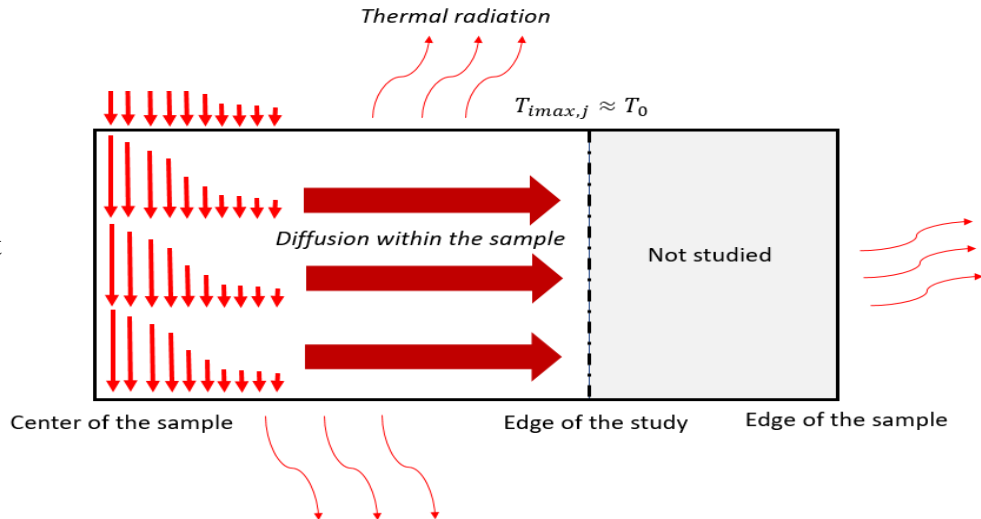 Thermal radiation
T_{imax,j} ≈ T_0
Diffusion within the sample
Not studied
Center of the sample
Edge of the study
Edge of the sample